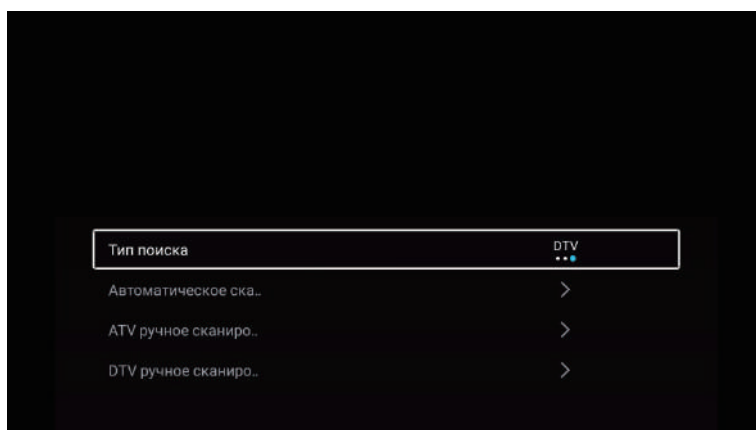 Тип поиска
DTV
Автоматическое ска..
ATV ручное сканиро..
DTV ручное сканиро..